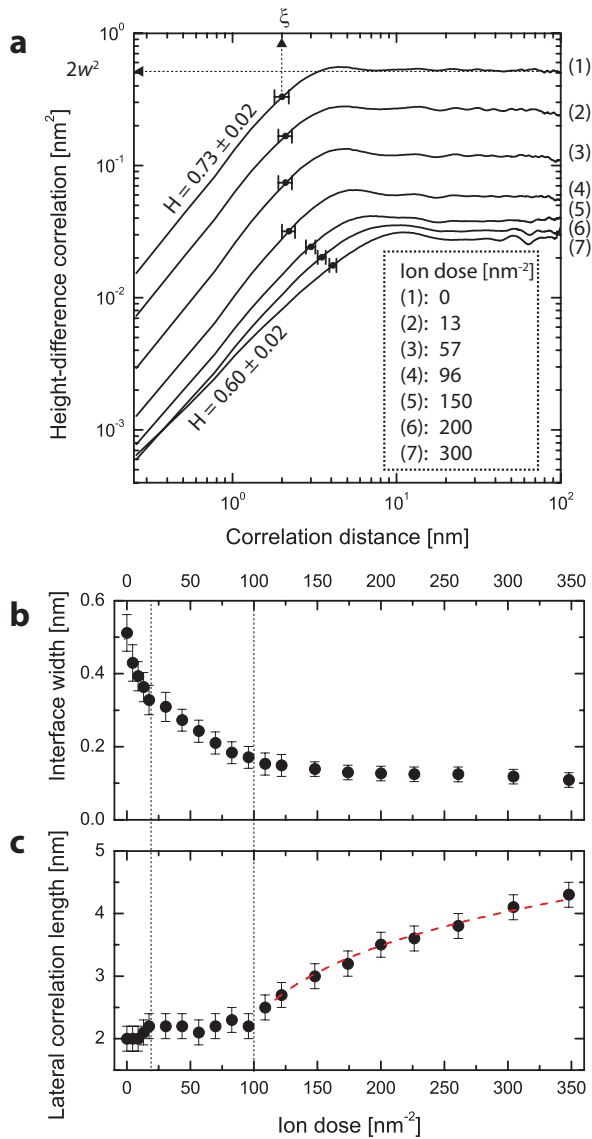 a
ξ
10⁰
2w²
10⁻¹
10⁻²
10⁻³
Height-difference correlation [nm²]
H = 0.73 ± 0.02
H = 0.60 ± 0.02
(1)
(2)
(3)
(4)
(5)
(6)
(7)
Ion dose [nm⁻²]
(1): 0
(2): 13
(3): 57
(4): 96
(5): 150
(6): 200
(7): 300
10⁰ 10¹ 10²
Correlation distance [nm]
0 50 100 150 200 250 300 350
b
0.6
0.4
0.2
0.0
Interface width [nm]
c
5
4
3
2
Lateral correlation length [nm]
0 50 100 150 200 250 300 350
Ion dose [nm⁻²]